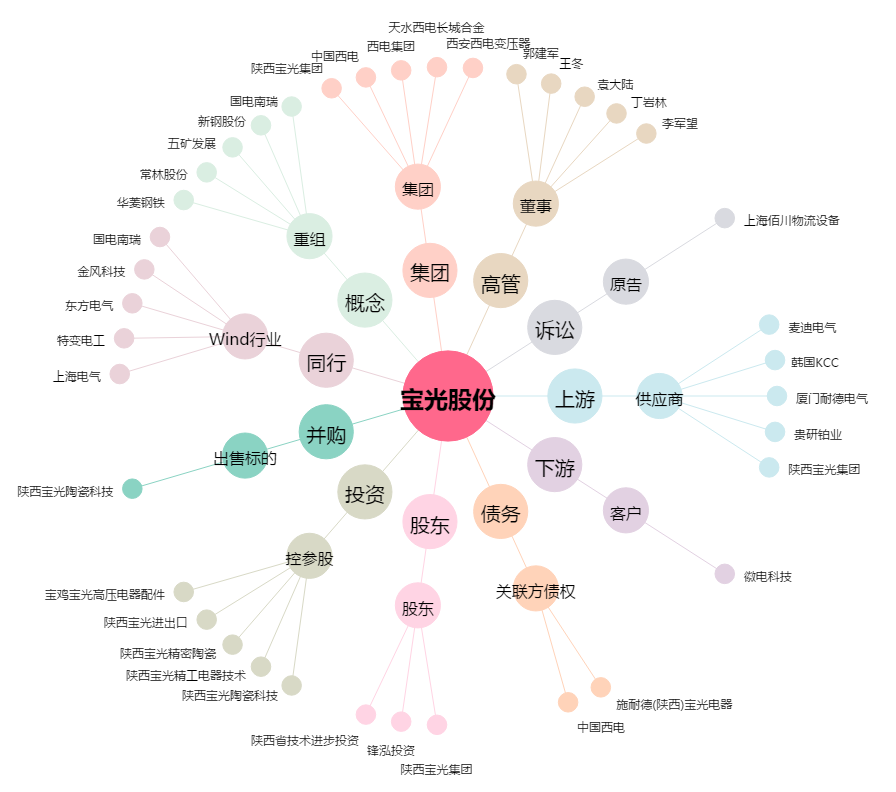 天水西电长城合金
西电集团
西安西电变压器
中国西电
郭建军
陕西宝光集团
王冬
国电南瑞
袁大陆
新钢股份
丁岩林
五矿发展
李军望
常林股份
集团
华菱钢铁
董事
上海佰川物流设备
国电南瑞
重组
金风科技
集团
高管
原告
东方电气
概念
诉讼
麦迪电气
特变电工
Wind行业
同行
韩国KCC
上海电气
宝光股份
上游
供应商
厦门耐德电气
并购
贵研铂业
出售标的
下游
陕西宝光集团
陕西宝光陶瓷科技
投资
股东
债务
客户
控参股
徽电科技
宝鸡宝光高压电器配件
关联方债权
陕西宝光进出口
股东
陕西宝光精密陶瓷
陕西宝光精工电器技术
陕西宝光陶瓷科技
施耐德(陕西)宝光电器
中国西电
陕西省技术进步投资
锋泓投资
陕西宝光集团